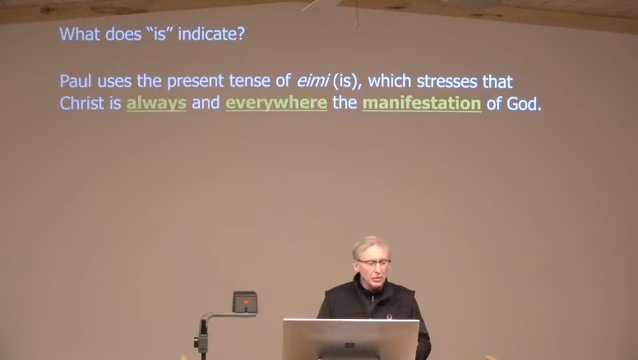 What does “is” indicate?
Paul uses the present tense of eimi (is), which stresses that
Christ is always and everywhere the manifestation of God.